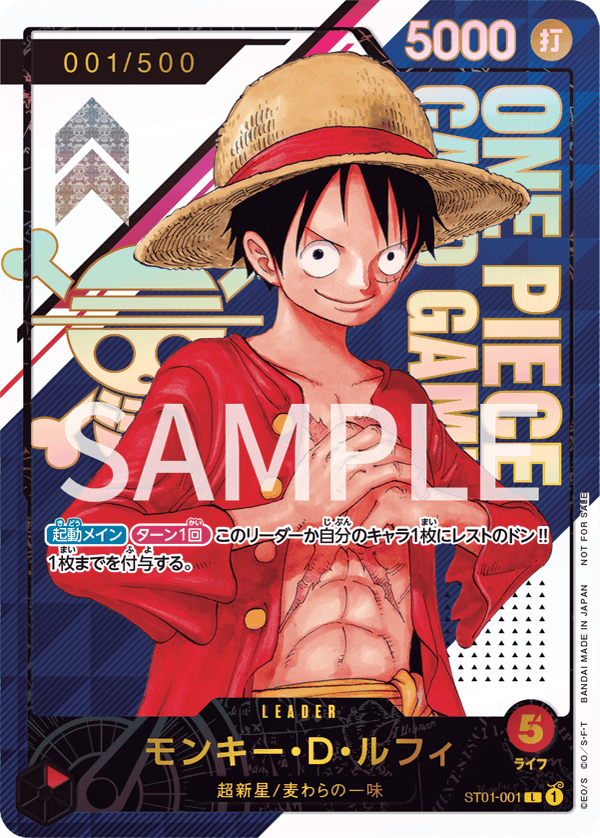 001/500
5000 打
ONE PIECE
CARD GAME
SAMPLE
起動メイン ターン1回 このリーダーか自分のキャラ1枚にレストのドン!!
1枚までを付与する。
LEADER
モンキー・D・ルフィ
超新星/麦わらの一味
5
ライフ
ST01-001 L 1
©E.O/S ©O/S・F・T BANDAI MADE IN JAPAN NOT FOR SALE